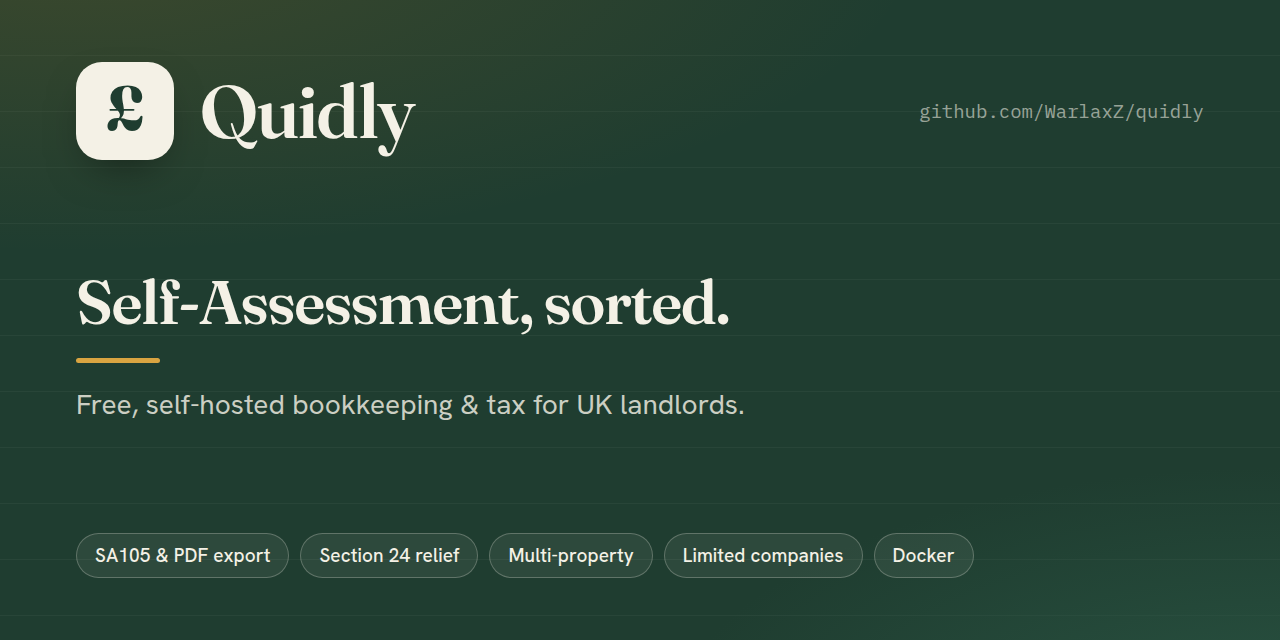 £ Quidly
github.com/WarlaxZ/quidly
Self-Assessment, sorted.
Free, self-hosted bookkeeping & tax for UK landlords.
SA105 & PDF export
Section 24 relief
Multi-property
Limited companies
Docker